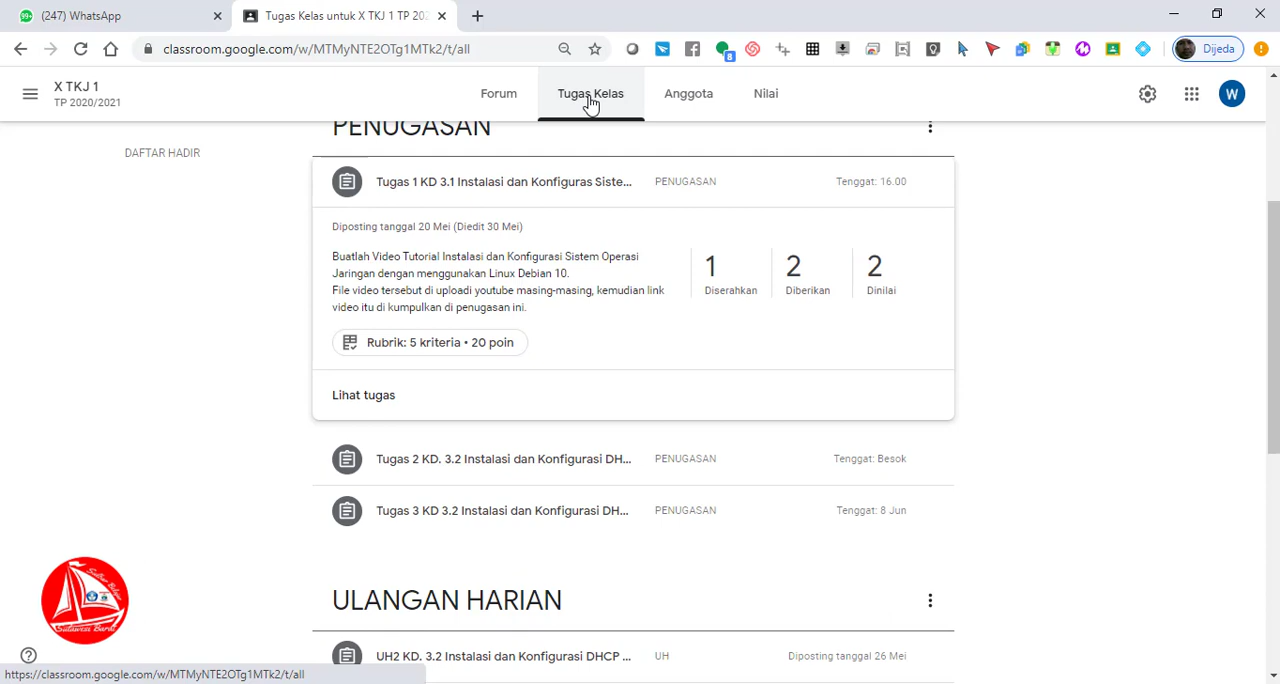 (247) WhatsApp
Tugas Kelas untuk X TKJ 1 TP 202
classroom.google.com/w/MTMyNTE2OTg1MTk2/t/all
8
Dijeda
X TKJ 1
TP 2020/2021
Forum
Tugas Kelas
Anggota
Nilai
W
PENUGASAN
DAFTAR HADIR
Tugas 1 KD 3.1 Instalasi dan Konfiguras Siste...
PENUGASAN
Tenggat: 16.00
Diposting tanggal 20 Mei (Diedit 30 Mei)
Buatlah Video Tutorial Instalasi dan Konfigurasi Sistem Operasi
Jaringan dengan menggunakan Linux Debian 10.
File video tersebut di uploadi youtube masing-masing, kemudian link
video itu di kumpulkan di penugasan ini.
1
Diserahkan
2
Diberikan
2
Dinilai
Rubrik: 5 kriteria • 20 poin
Lihat tugas
Tugas 2 KD. 3.2 Instalasi dan Konfigurasi DH...
PENUGASAN
Tenggat: Besok
Tugas 3 KD 3.2 Instalasi dan Konfigurasi DH...
PENUGASAN
Tenggat: 8 Jun
ULANGAN HARIAN
UH2 KD. 3.2 Instalasi dan Konfigurasi DHCP ...
UH
Diposting tanggal 26 Mei
Sulawesi Barat
https://classroom.google.com/w/MTMyNTE2OTg1MTk2/t/all